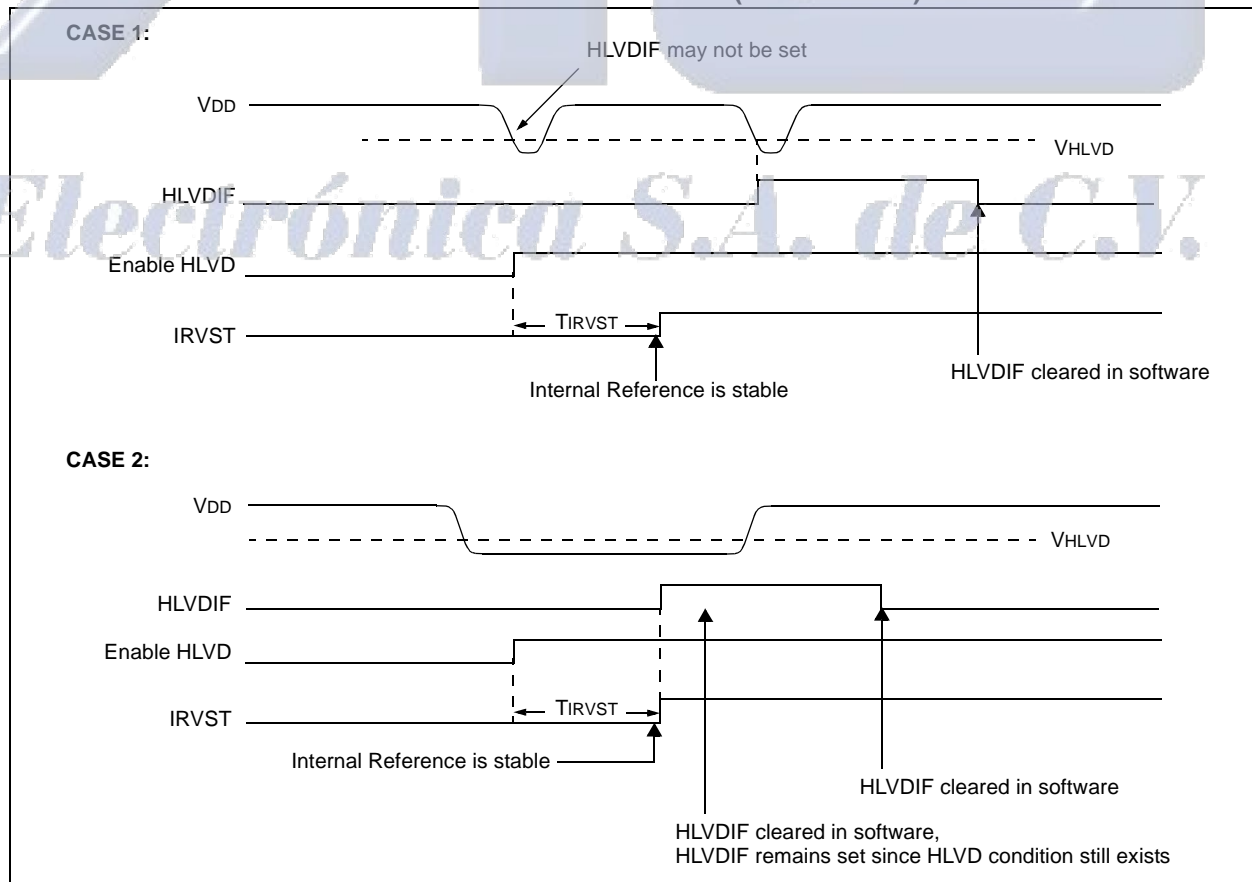 CASE 1:
HLVDIF may not be set
VDD
VHLVD
HLVDIF
Electrónica S.A. de C.V.
Enable HLVD
TIRVST
IRVST
Internal Reference is stable
HLVDIF cleared in software
CASE 2:
VDD
VHLVD
HLVDIF
Enable HLVD
TIRVST
IRVST
Internal Reference is stable
HLVDIF cleared in software
HLVDIF cleared in software,
HLVDIF remains set since HLVD condition still exists